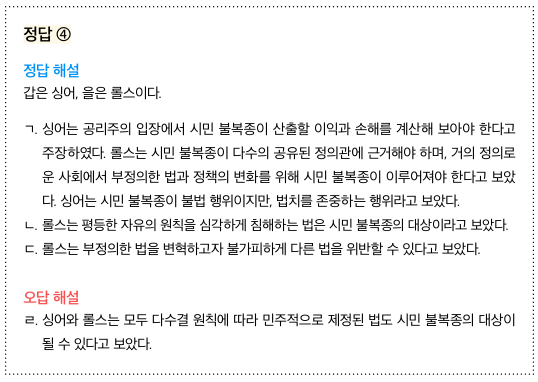 정답 ④
정답 해설
갑은 싱어, 을은 롤스이다.
ㄱ. 싱어는 공리주의 입장에서 시민 불복종이 산출할 이익과 손해를 계산해 보아야 한다고
주장하였다. 롤스는 시민 불복종이 다수의 공유된 정의관에 근거해야 하며, 거의 정의로
운 사회에서 부정의한 법과 정책의 변화를 위해 시민 불복종이 이루어져야 한다고 보았
다. 싱어는 시민 불복종이 불법 행위이지만, 법치를 존중하는 행위라고 보았다.
ㄴ. 롤스는 평등한 자유의 원칙을 심각하게 침해하는 법은 시민 불복종의 대상이라고 보았다.
ㄷ. 롤스는 부정의한 법을 변혁하고자 불가피하게 다른 법을 위반할 수 있다고 보았다.
오답 해설
ㄹ. 싱어와 롤스는 모두 다수결 원칙에 따라 민주적으로 제정된 법도 시민 불복종의 대상이
될 수 있다고 보았다.